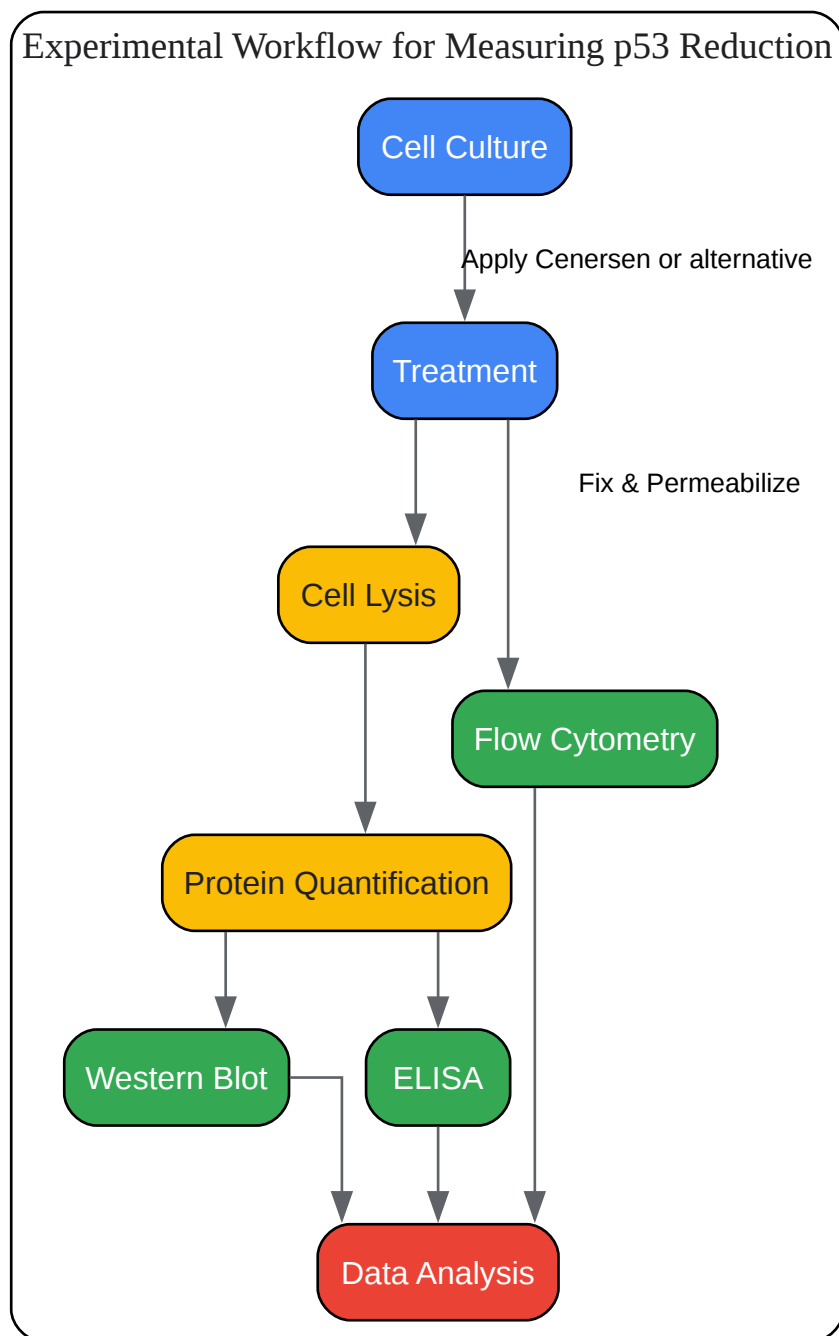 Experimental Workflow for Measuring p53 Reduction
Cell Culture
Apply Cenersen or alternative
Treatment
Fix & Permeabilize
Cell Lysis
Flow Cytometry
Protein Quantification
Western Blot
ELISA
Data Analysis